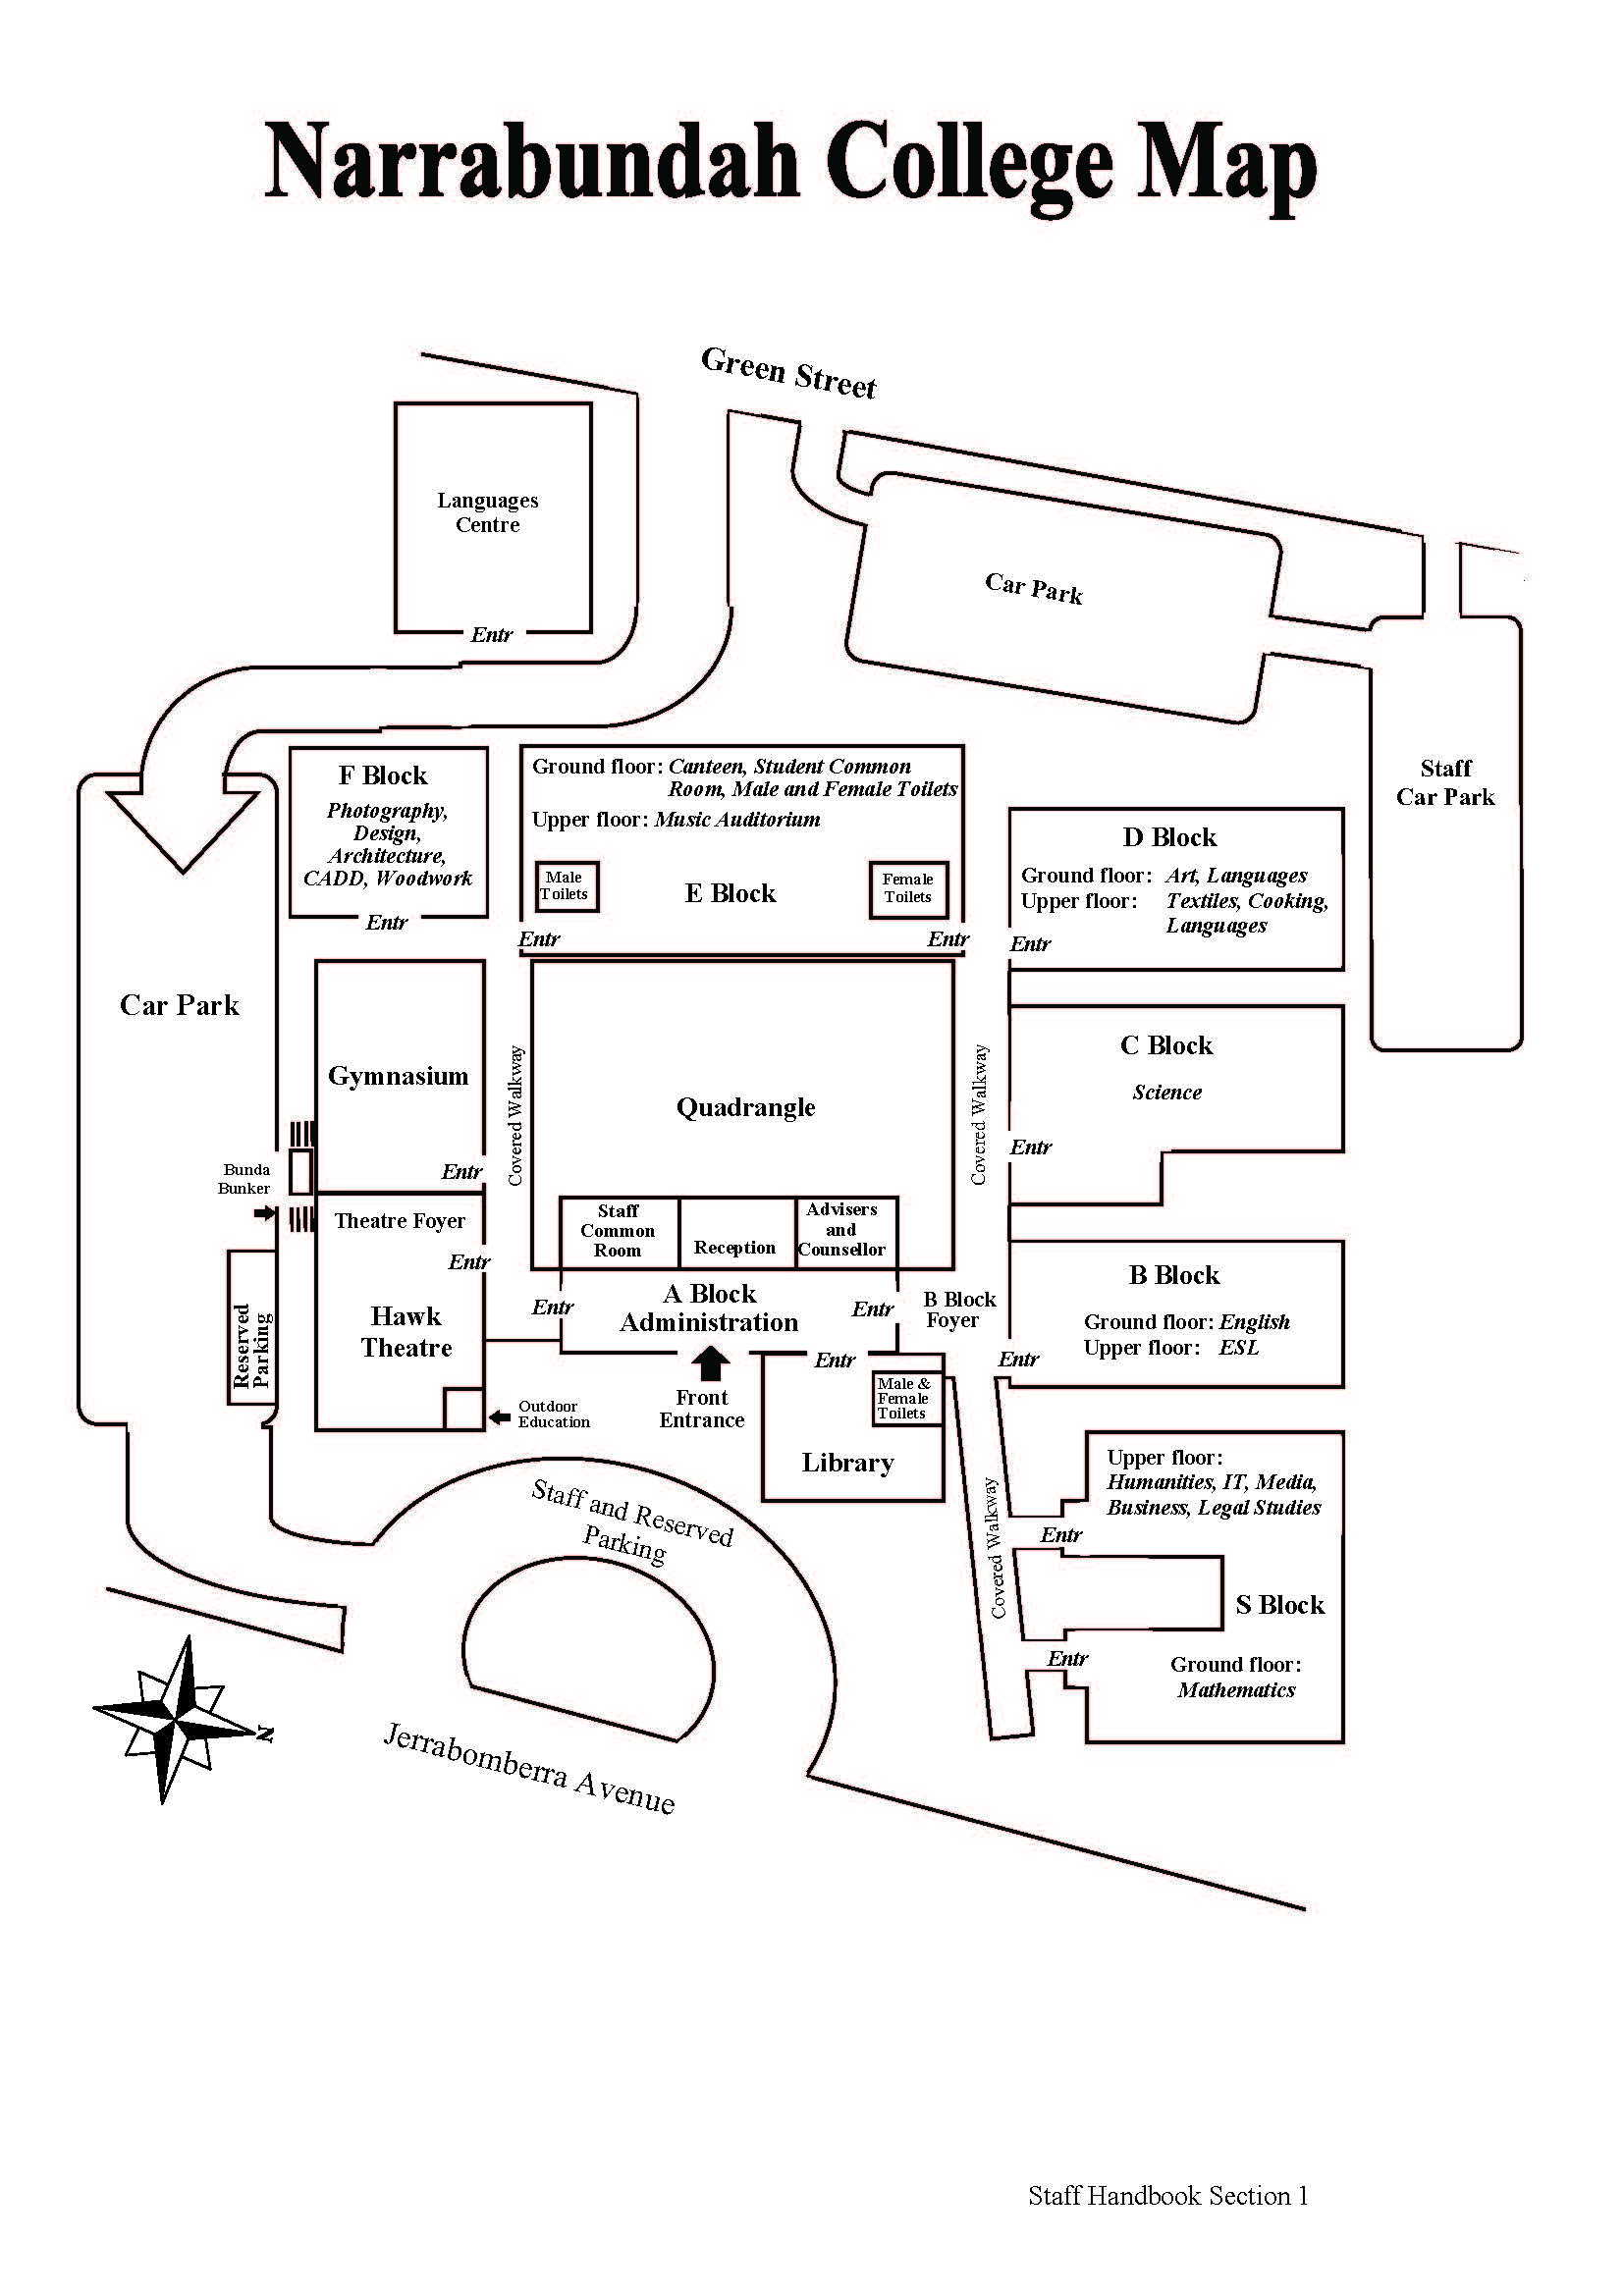 Narrabundah College Map
Green Street
Languages
Centre
Entr
Car Park
Staff
Car Park
F Block
Photography,
Design,
Architecture,
CADD, Woodwork
Entr
Ground floor: Canteen, Student Common
Room, Male and Female Toilets
Upper floor: Music Auditorium
Male
Toilets
E Block
Female
Toilets
Entr
Entr
D Block
Ground floor: Art, Languages
Upper floor: Textiles, Cooking,
Languages
Entr
Car Park
Gymnasium
Entr
Covered Walkway
Quadrangle
Covered Walkway
C Block
Science
Entr
Bunda
Bunker
Theatre Foyer
Entr
Hawk
Theatre
Reserved
Parking
Staff
Common
Room
Reception
Advisers
and
Counsellor
Entr
A Block
Administration
Entr
B Block
Foyer
B Block
Ground floor: English
Upper floor: ESL
Entr
Entr
Front
Entrance
Outdoor
Education
Male &
Female
Toilets
Library
Covered Walkway
Upper floor:
Humanities, IT, Media,
Business, Legal Studies
Entr
S Block
Entr
Ground floor:
Mathematics
Staff and Reserved
Parking
N
Jerrabomberra Avenue
Staff Handbook Section 1